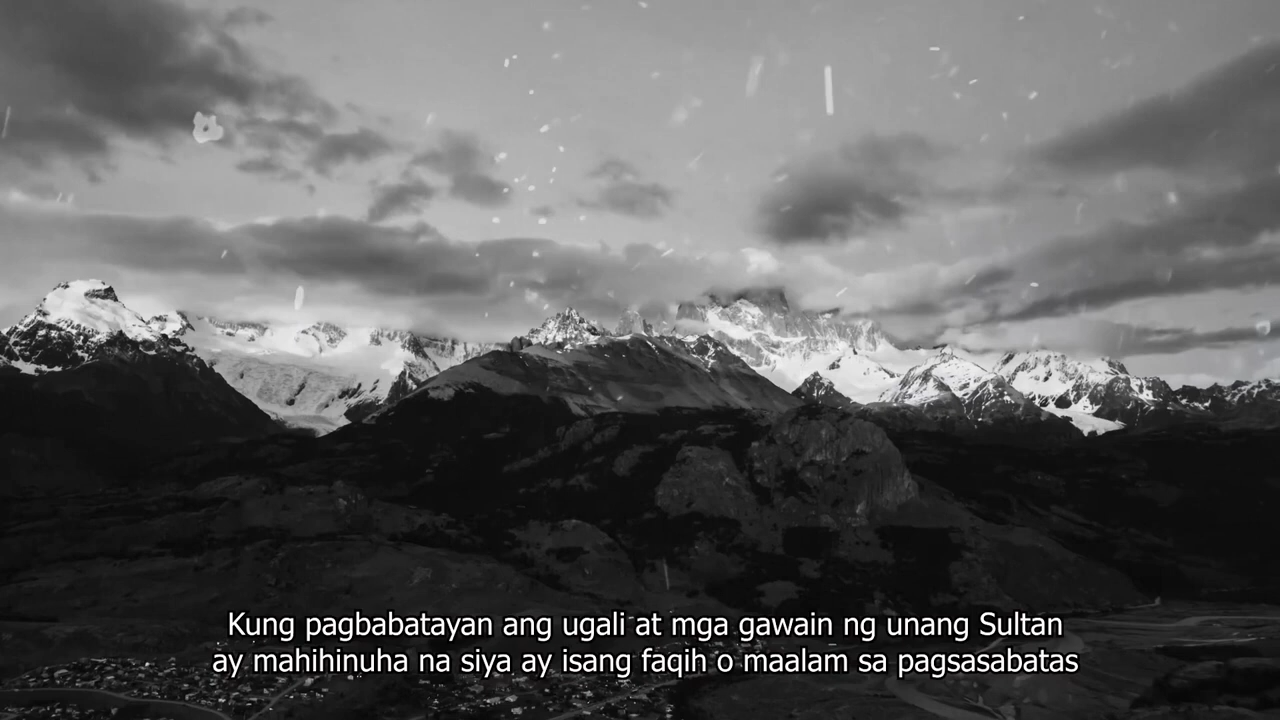 Kung pagbabatayan ang ugali at mga gawain ng unang Sultan
ay mahihinuha na siya ay isang faqih o maalam sa pagsasabatas